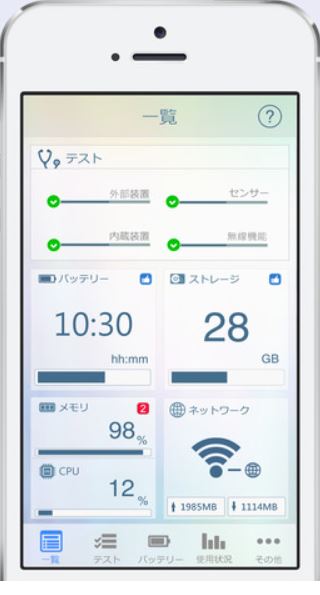 一覧
?
テスト
外部装置
センサー
内蔵装置
無線機能
バッテリー
ストレージ
10:30
28
hh:mm
GB
メモリ
2
ネットワーク
98%
CPU
12%
1985MB
1114MB
一覧
テスト
バッテリー
使用状況
その他